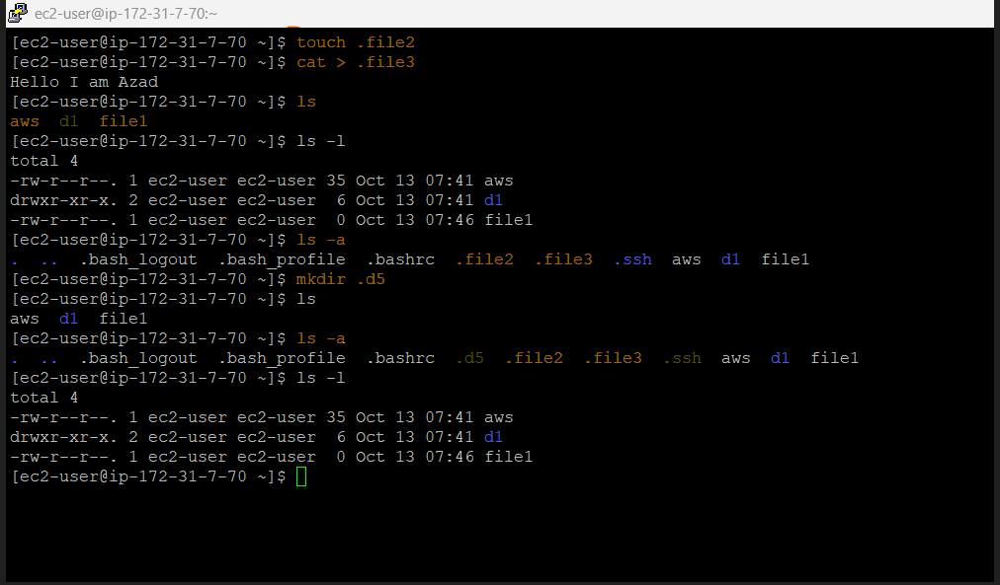 ec2-user@ip-172-31-7-70:~
[ec2-user@ip-172-31-7-70 ~]$ touch .file2
[ec2-user@ip-172-31-7-70 ~]$ cat > .file3
Hello I am Azad
[ec2-user@ip-172-31-7-70 ~]$ ls
aws  d1  file1
[ec2-user@ip-172-31-7-70 ~]$ ls -l
total 4
-rw-r--r--. 1 ec2-user ec2-user 35 Oct 13 07:41 aws
drwxr-xr-x. 2 ec2-user ec2-user  6 Oct 13 07:41 d1
-rw-r--r--. 1 ec2-user ec2-user  0 Oct 13 07:46 file1
[ec2-user@ip-172-31-7-70 ~]$ ls -a
.  ..  .bash_logout  .bash_profile  .bashrc  .file2  .file3  .ssh  aws  d1  file1
[ec2-user@ip-172-31-7-70 ~]$ mkdir .d5
[ec2-user@ip-172-31-7-70 ~]$ ls
aws  d1  file1
[ec2-user@ip-172-31-7-70 ~]$ ls -a
.  ..  .bash_logout  .bash_profile  .bashrc  .d5  .file2  .file3  .ssh  aws  d1  file1
[ec2-user@ip-172-31-7-70 ~]$ ls -l
total 4
-rw-r--r--. 1 ec2-user ec2-user 35 Oct 13 07:41 aws
drwxr-xr-x. 2 ec2-user ec2-user  6 Oct 13 07:41 d1
-rw-r--r--. 1 ec2-user ec2-user  0 Oct 13 07:46 file1
[ec2-user@ip-172-31-7-70 ~]$